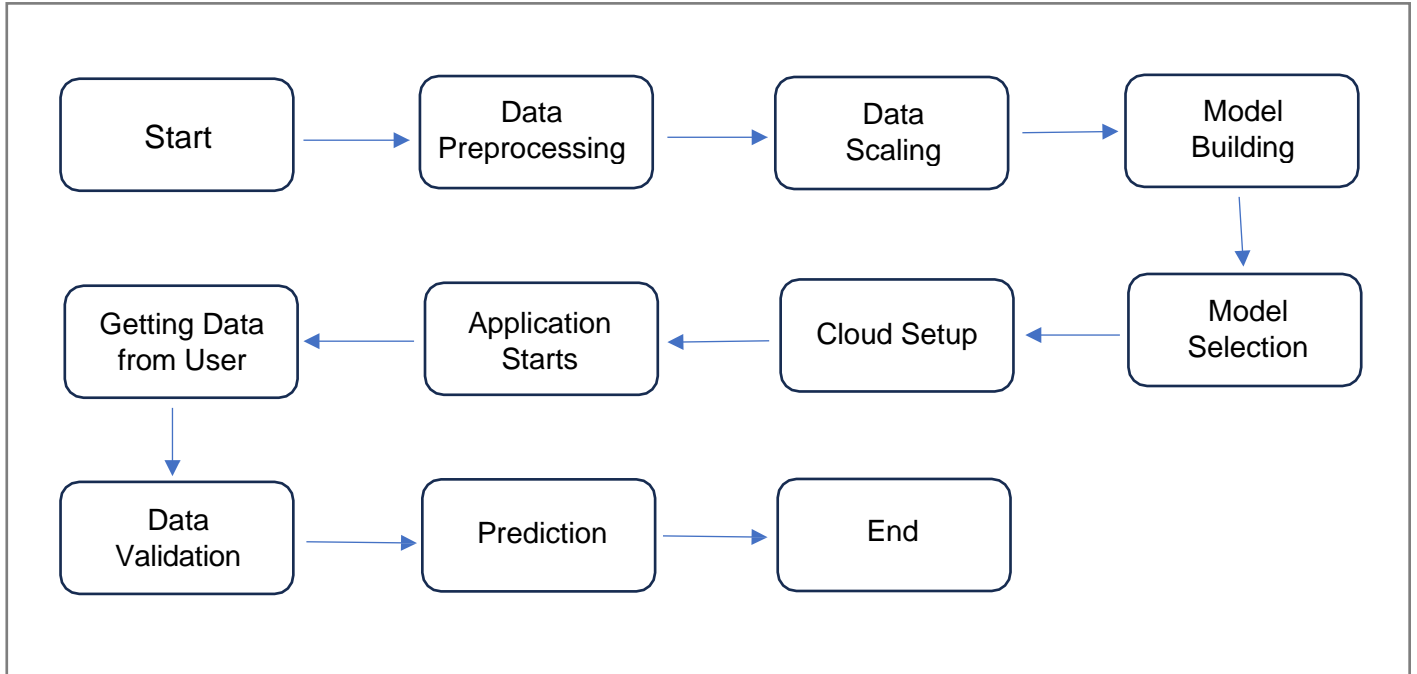 Start
Data
Preprocessing
Data
Scaling
Model
Building
Getting Data
from User
Application
Starts
Cloud Setup
Model
Selection
Data
Validation
Prediction
End